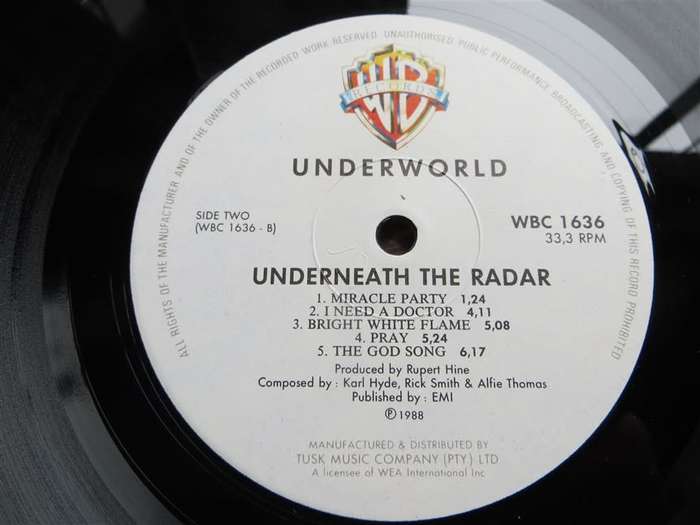 ALL RIGHTS OF THE MANUFACTURER AND OF THE OWNER OF THE RECORDED WORK RESERVED UNAUTHORISED PUBLIC PERFORMANCE BROADCASTING AND COPYING OF THIS RECORD PROHIBITED
WB
RECORDS
UNDERWORLD
SIDE TWO
(WBC 1636 - B)
WBC 1636
33,3 RPM
UNDERNEATH THE RADAR
1. MIRACLE PARTY 1,24
2. I NEED A DOCTOR 4,11
3. BRIGHT WHITE FLAME 5,08
4. PRAY 5,24
5. THE GOD SONG 6,17
Produced by Rupert Hine
Composed by : Karl Hyde, Rick Smith & Alfie Thomas
Published by : EMI
℗ 1988
MANUFACTURED & DISTRIBUTED BY
TUSK MUSIC COMPANY (PTY) LTD
A licensee of WEA International Inc